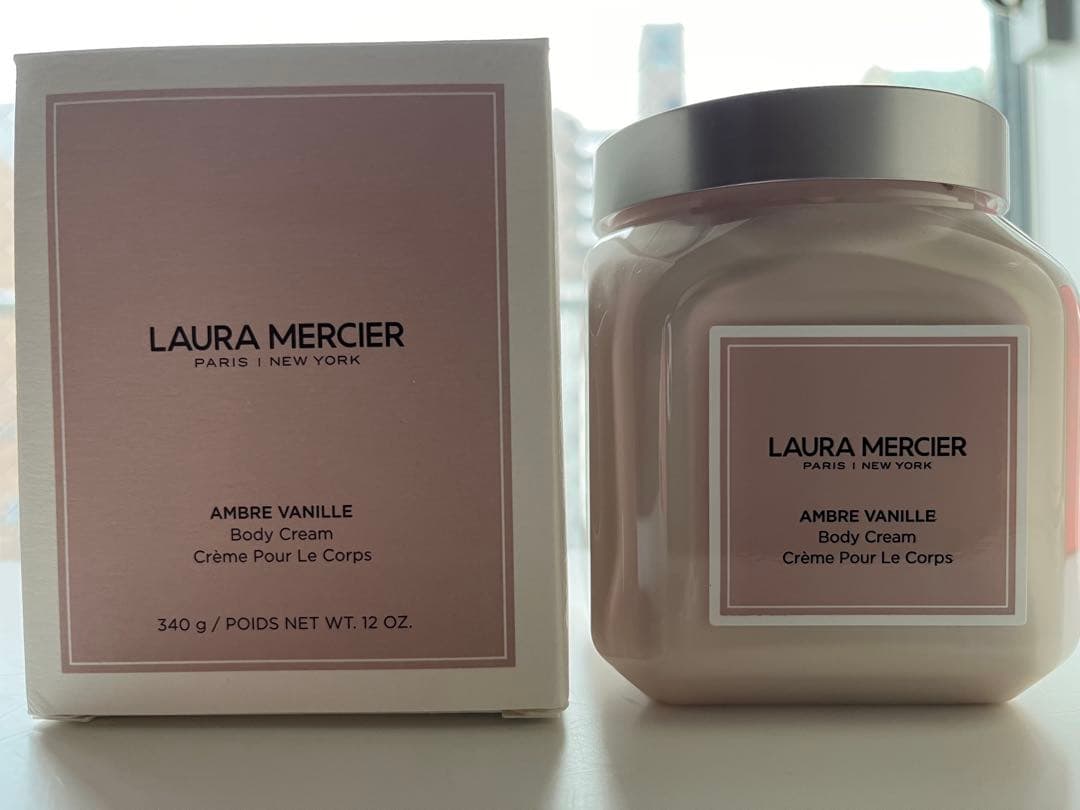 LAURA MERCIER
PARIS | NEW YORK
AMBRE VANILLE
Body Cream
Crème Pour Le Corps
340 g / POIDS NET WT. 12 OZ.
LAURA MERCIER
PARIS | NEW YORK
AMBRE VANILLE
Body Cream
Crème Pour Le Corps